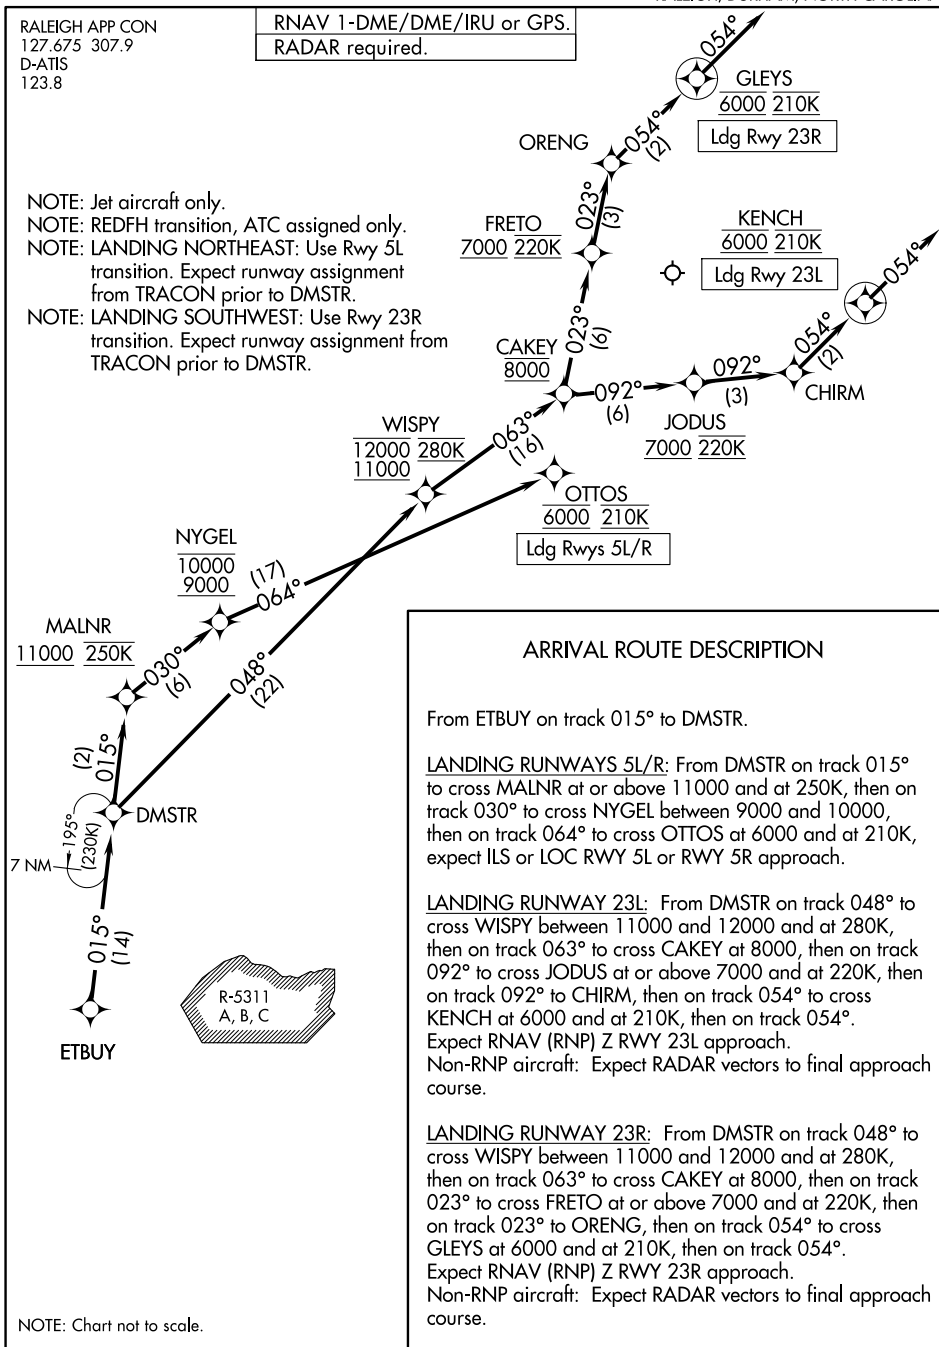 RALEIGH APP CON
127.675 307.9
D-ATIS
123.8
RNAV 1-DME/DME/IRU or GPS.
RADAR required.
NOTE: Jet aircraft only.
NOTE: REDFH transition, ATC assigned only.
NOTE: LANDING NORTHEAST: Use Rwy 5L
transition. Expect runway assignment
from TRACON prior to DMSTR.
NOTE: LANDING SOUTHWEST: Use Rwy 23R
transition. Expect runway assignment from
TRACON prior to DMSTR.
054°
GLEYS
6000 210K
Ldg Rwy 23R
ORENG
054°
(2)
023°
(3)
FRETO
7000 220K
KENCH
6000 210K
Ldg Rwy 23L
054°
023°
(6)
054°
(2)
CAKEY
8000
092°
(6)
092°
(3)
CHIRM
JODUS
7000 220K
WISPY
12000 280K
11000
063°
(16)
OTTOS
6000 210K
Ldg Rwys 5L/R
NYGEL
10000
9000
(17)
064°
MALNR
11000 250K
030°
(6)
048°
(22)
(2)
015°
DMSTR
195°
(230K)
7 NM
015°
(14)
ETBUY
R-5311
A, B, C
ARRIVAL ROUTE DESCRIPTION
From ETBUY on track 015° to DMSTR.
LANDING RUNWAYS 5L/R: From DMSTR on track 015°
to cross MALNR at or above 11000 and at 250K, then on
track 030° to cross NYGEL between 9000 and 10000,
then on track 064° to cross OTTOS at 6000 and at 210K,
expect ILS or LOC RWY 5L or RWY 5R approach.
LANDING RUNWAY 23L: From DMSTR on track 048° to
cross WISPY between 11000 and 12000 and at 280K,
then on track 063° to cross CAKEY at 8000, then on track
092° to cross JODUS at or above 7000 and at 220K, then
on track 092° to CHIRM, then on track 054° to cross
KENCH at 6000 and at 210K, then on track 054°.
Expect RNAV (RNP) Z RWY 23L approach.
Non-RNP aircraft: Expect RADAR vectors to final approach
course.
LANDING RUNWAY 23R: From DMSTR on track 048° to
cross WISPY between 11000 and 12000 and at 280K,
then on track 063° to cross CAKEY at 8000, then on track
023° to cross FRETO at or above 7000 and at 220K, then
on track 023° to ORENG, then on track 054° to cross
GLEYS at 6000 and at 210K, then on track 054°.
Expect RNAV (RNP) Z RWY 23R approach.
Non-RNP aircraft: Expect RADAR vectors to final approach
course.
NOTE: Chart not to scale.